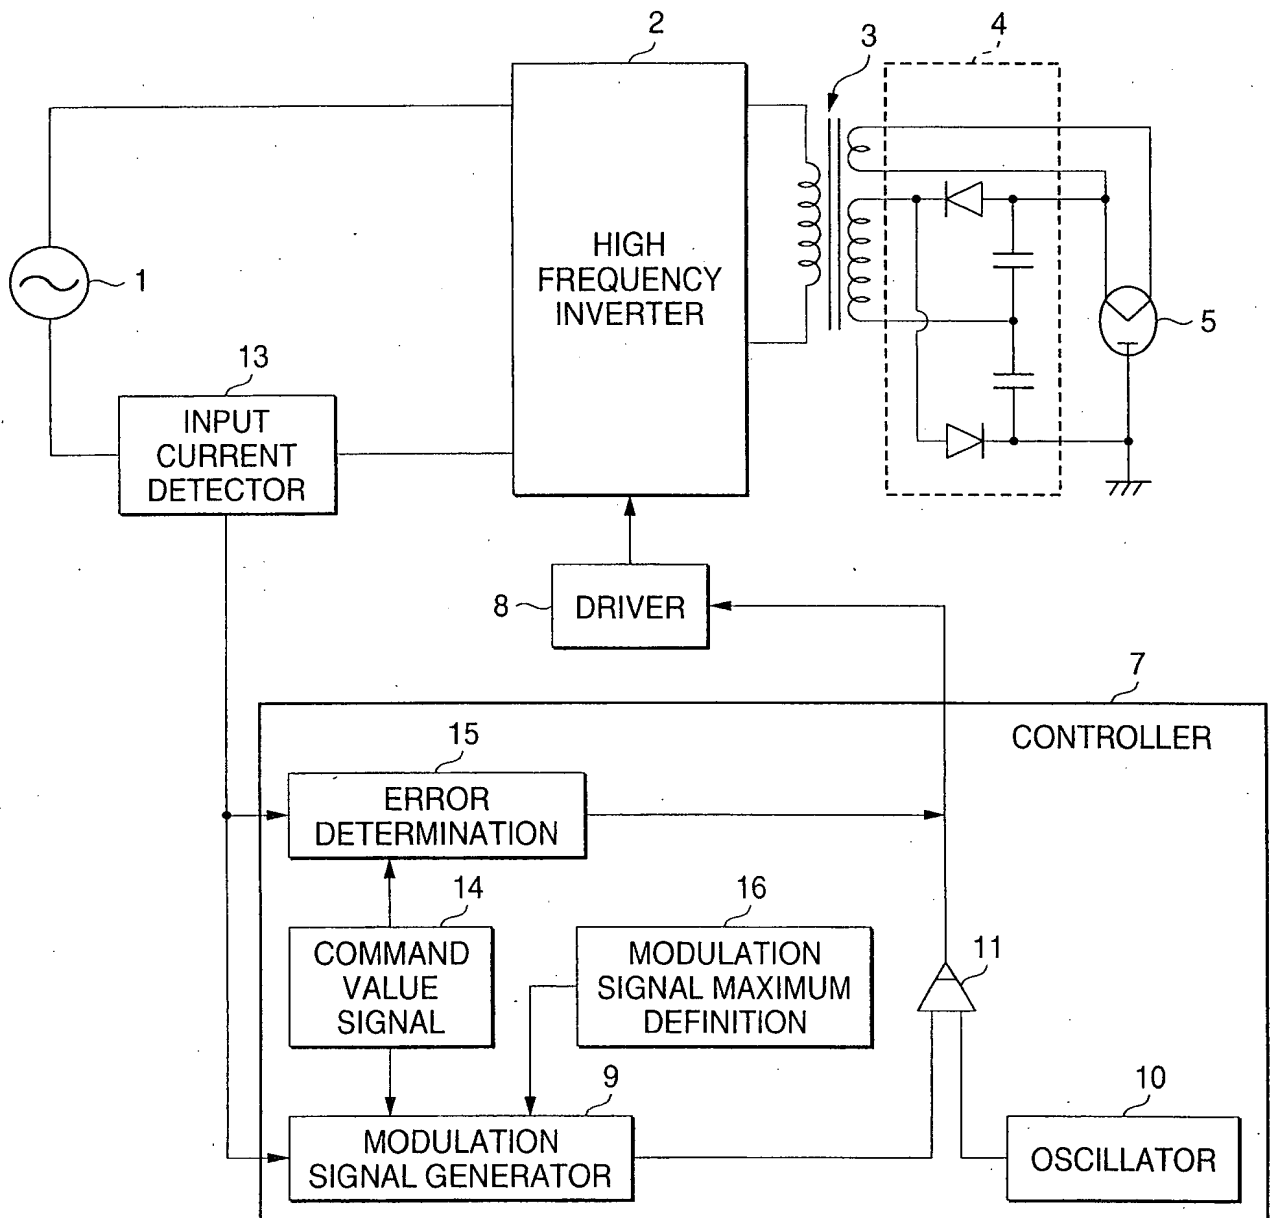 2
3
4
HIGH
FREQUENCY
INVERTER
1
5
13
INPUT
CURRENT
DETECTOR
8
DRIVER
7
CONTROLLER
15
ERROR
DETERMINATION
14
COMMAND
VALUE
SIGNAL
16
MODULATION
SIGNAL MAXIMUM
DEFINITION
11
9
MODULATION
SIGNAL GENERATOR
10
OSCILLATOR